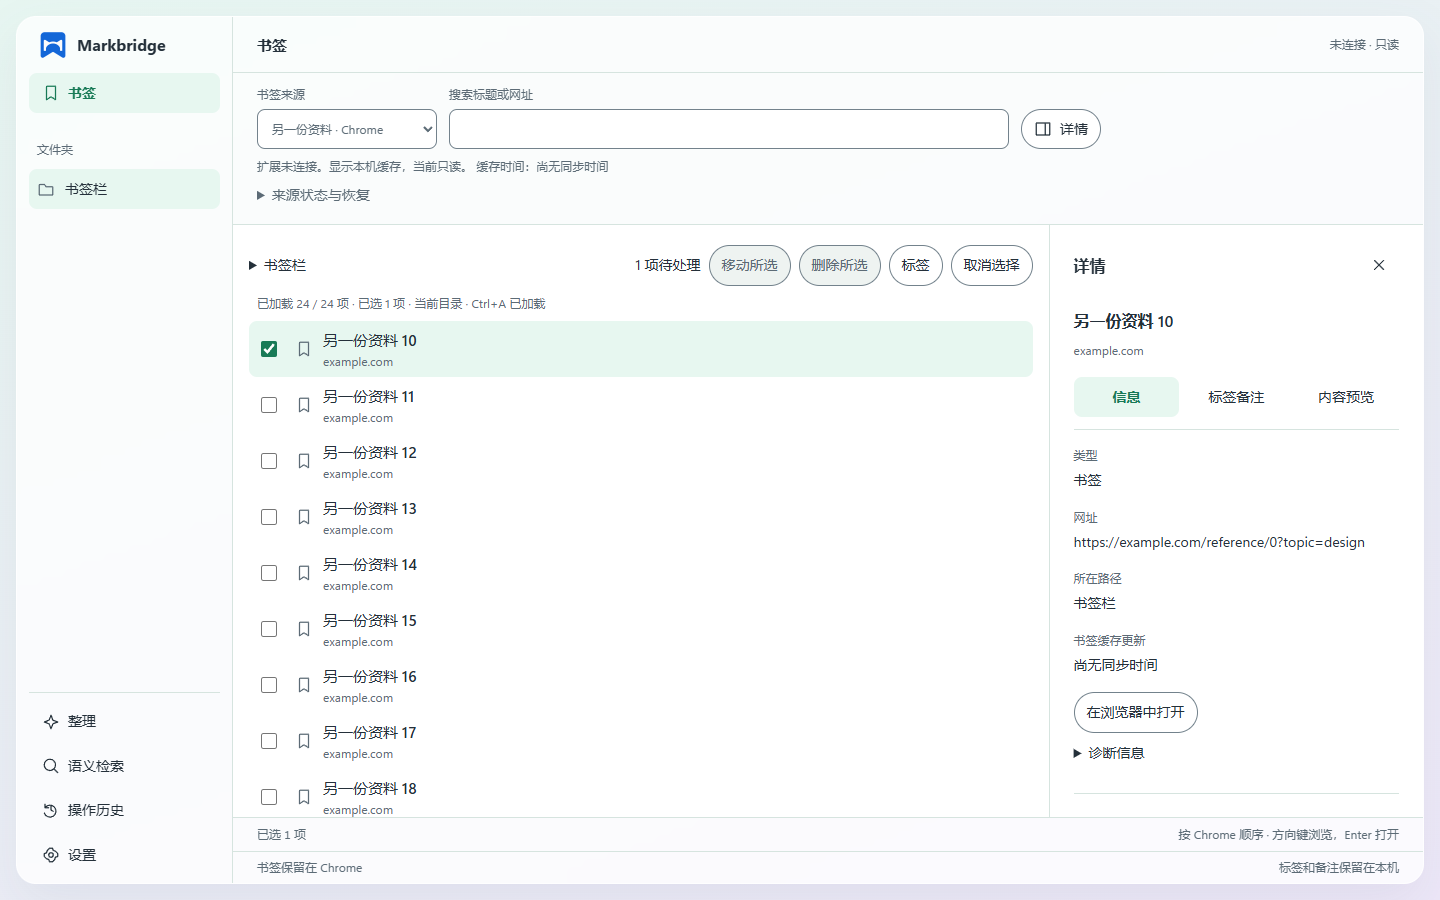 Markbridge
书签
文件夹
书签栏
整理
语义检索
操作历史
设置
书签
未连接 · 只读
书签来源
搜索标题或网址
另一份资料 · Chrome
详情
扩展未连接。显示本机缓存，当前只读。 缓存时间：尚无同步时间
来源状态与恢复
书签栏
1 项待处理
移动所选
删除所选
标签
取消选择
已加载 24 / 24 项 · 已选 1 项 · 当前目录 · Ctrl+A 已加载
另一份资料 10
example.com
另一份资料 11
example.com
另一份资料 12
example.com
另一份资料 13
example.com
另一份资料 14
example.com
另一份资料 15
example.com
另一份资料 16
example.com
另一份资料 17
example.com
另一份资料 18
example.com
详情
另一份资料 10
example.com
信息
标签备注
内容预览
类型
书签
网址
https://example.com/reference/0?topic=design
所在路径
书签栏
书签缓存更新
尚无同步时间
在浏览器中打开
诊断信息
已选 1 项
按 Chrome 顺序 · 方向键浏览，Enter 打开
书签保留在 Chrome
标签和备注保留在本机